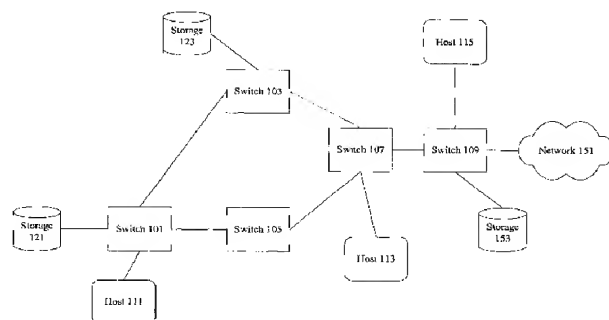 Storage
123
Host 115
Switch 103
Switch 107
Switch 109
Network 151
Storage
121
Switch 101
Switch 105
Host 113
Storage
153
Host 111